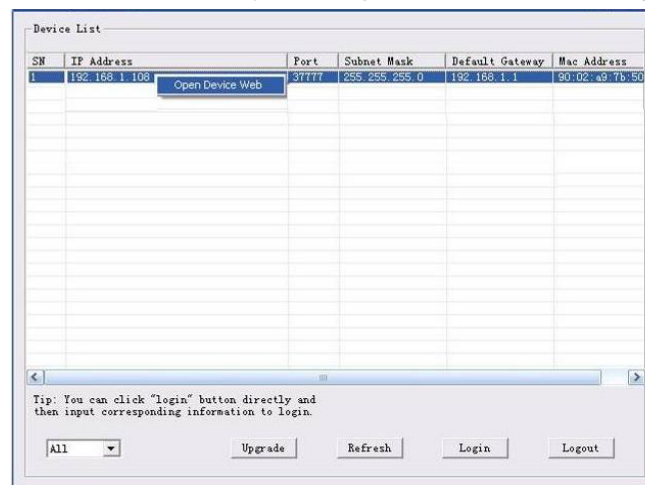 Device List
SN IP Address Port Subnet Mask Default Gateway Mac Address
1 192.168.1.108 37777 255.255.255.0 192.168.1.1 90:02:a9:7b:50
Open Device Web
Tip: You can click "login" button directly and
then input corresponding information to login.
All Upgrade Refresh Login Logout